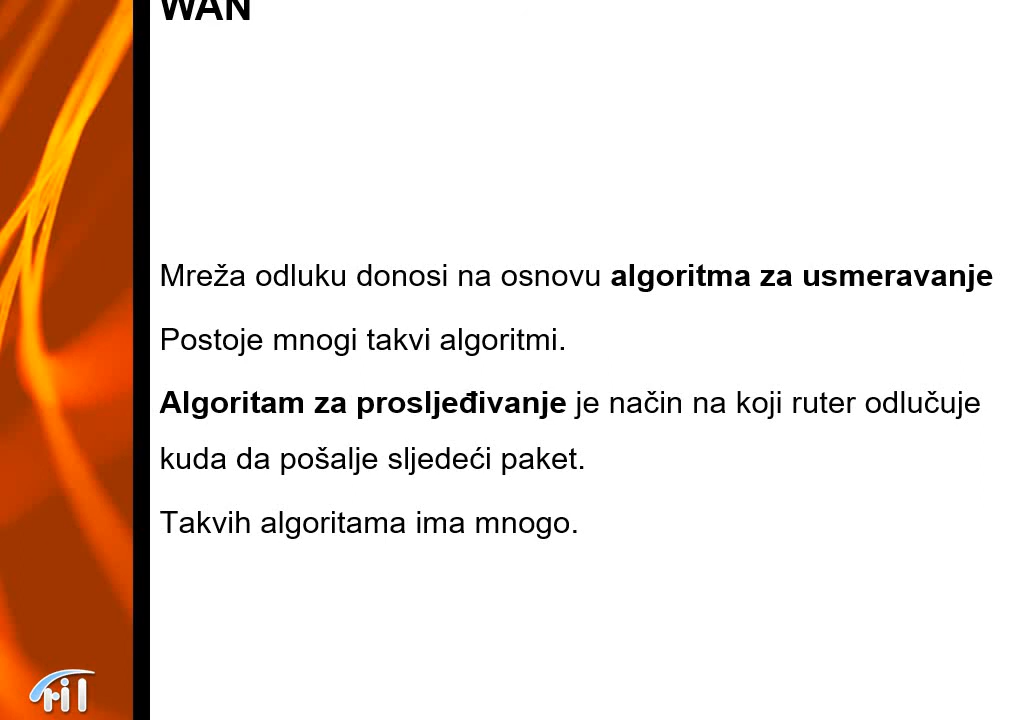 WAN
Mreža odluku donosi na osnovu algoritma za usmeravanje
Postoje mnogi takvi algoritmi.
Algoritam za prosljeđivanje je način na koji ruter odlučuje
kuda da pošalje sljedeći paket.
Takvih algoritama ima mnogo.
ril